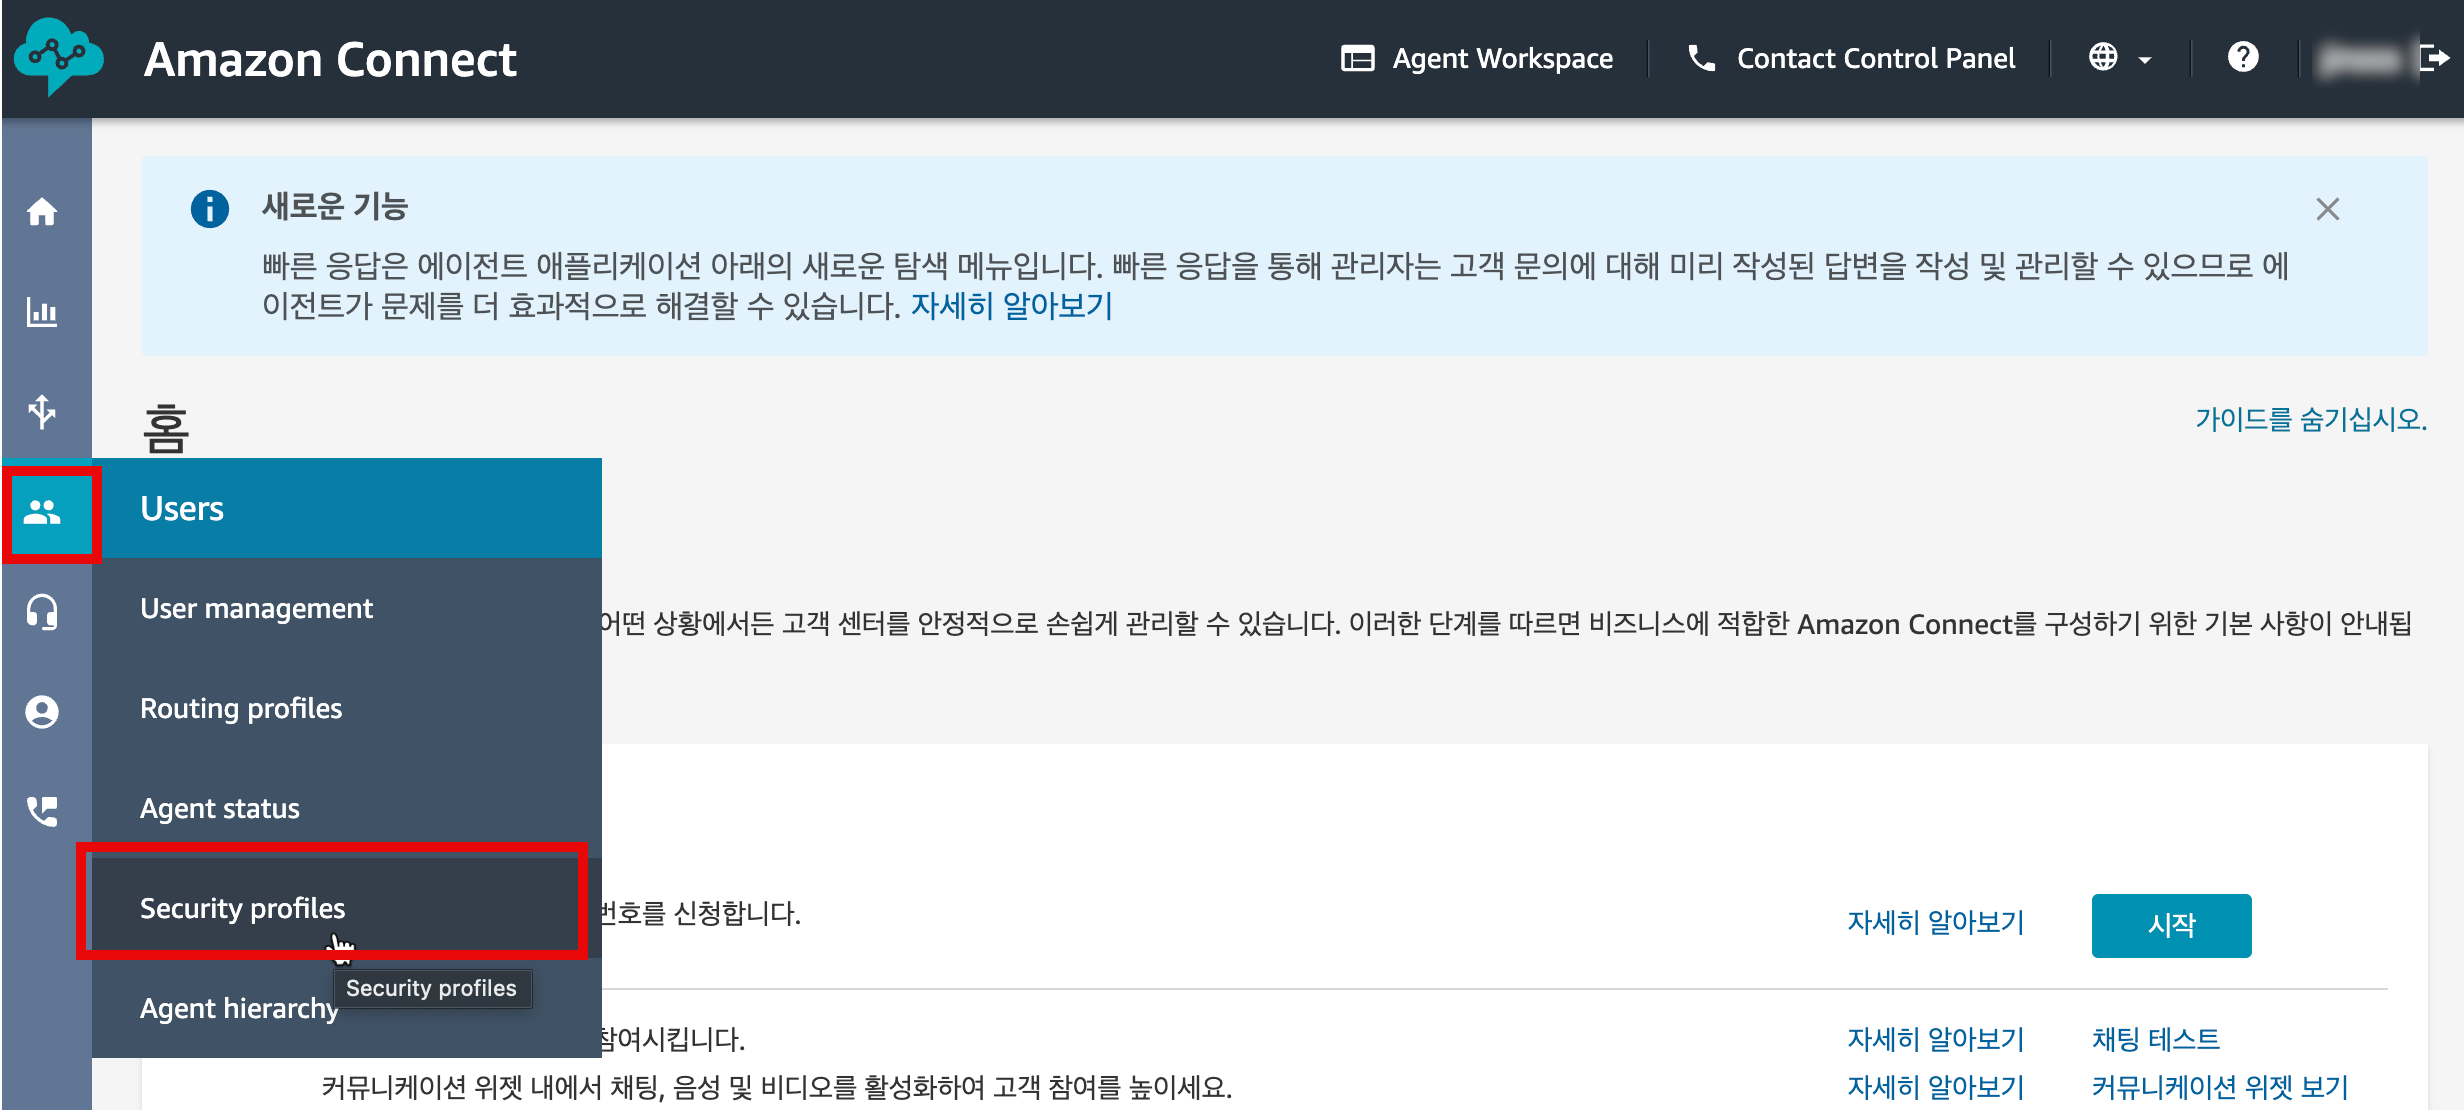 Amazon Connect
Agent Workspace
Contact Control Panel
새로운 기능
빠른 응답은 에이전트 애플리케이션 아래의 새로운 탐색 메뉴입니다. 빠른 응답을 통해 관리자는 고객 문의에 대해 미리 작성된 답변을 작성 및 관리할 수 있으므로 에
이전트가 문제를 더 효과적으로 해결할 수 있습니다. 자세히 알아보기
홈
가이드를 숨기십시오.
Users
User management
어떤 상황에서든 고객 센터를 안정적으로 손쉽게 관리할 수 있습니다. 이러한 단계를 따르면 비즈니스에 적합한 Amazon Connect를 구성하기 위한 기본 사항이 안내됩
Routing profiles
Agent status
Security profiles
번호를 신청합니다.
자세히 알아보기
시작
Security profiles
Agent hierarchy
참여시킵니다.
자세히 알아보기
채팅 테스트
커뮤니케이션 위젯 내에서 채팅, 음성 및 비디오를 활성화하여 고객 참여를 높이세요.
자세히 알아보기
커뮤니케이션 위젯 보기